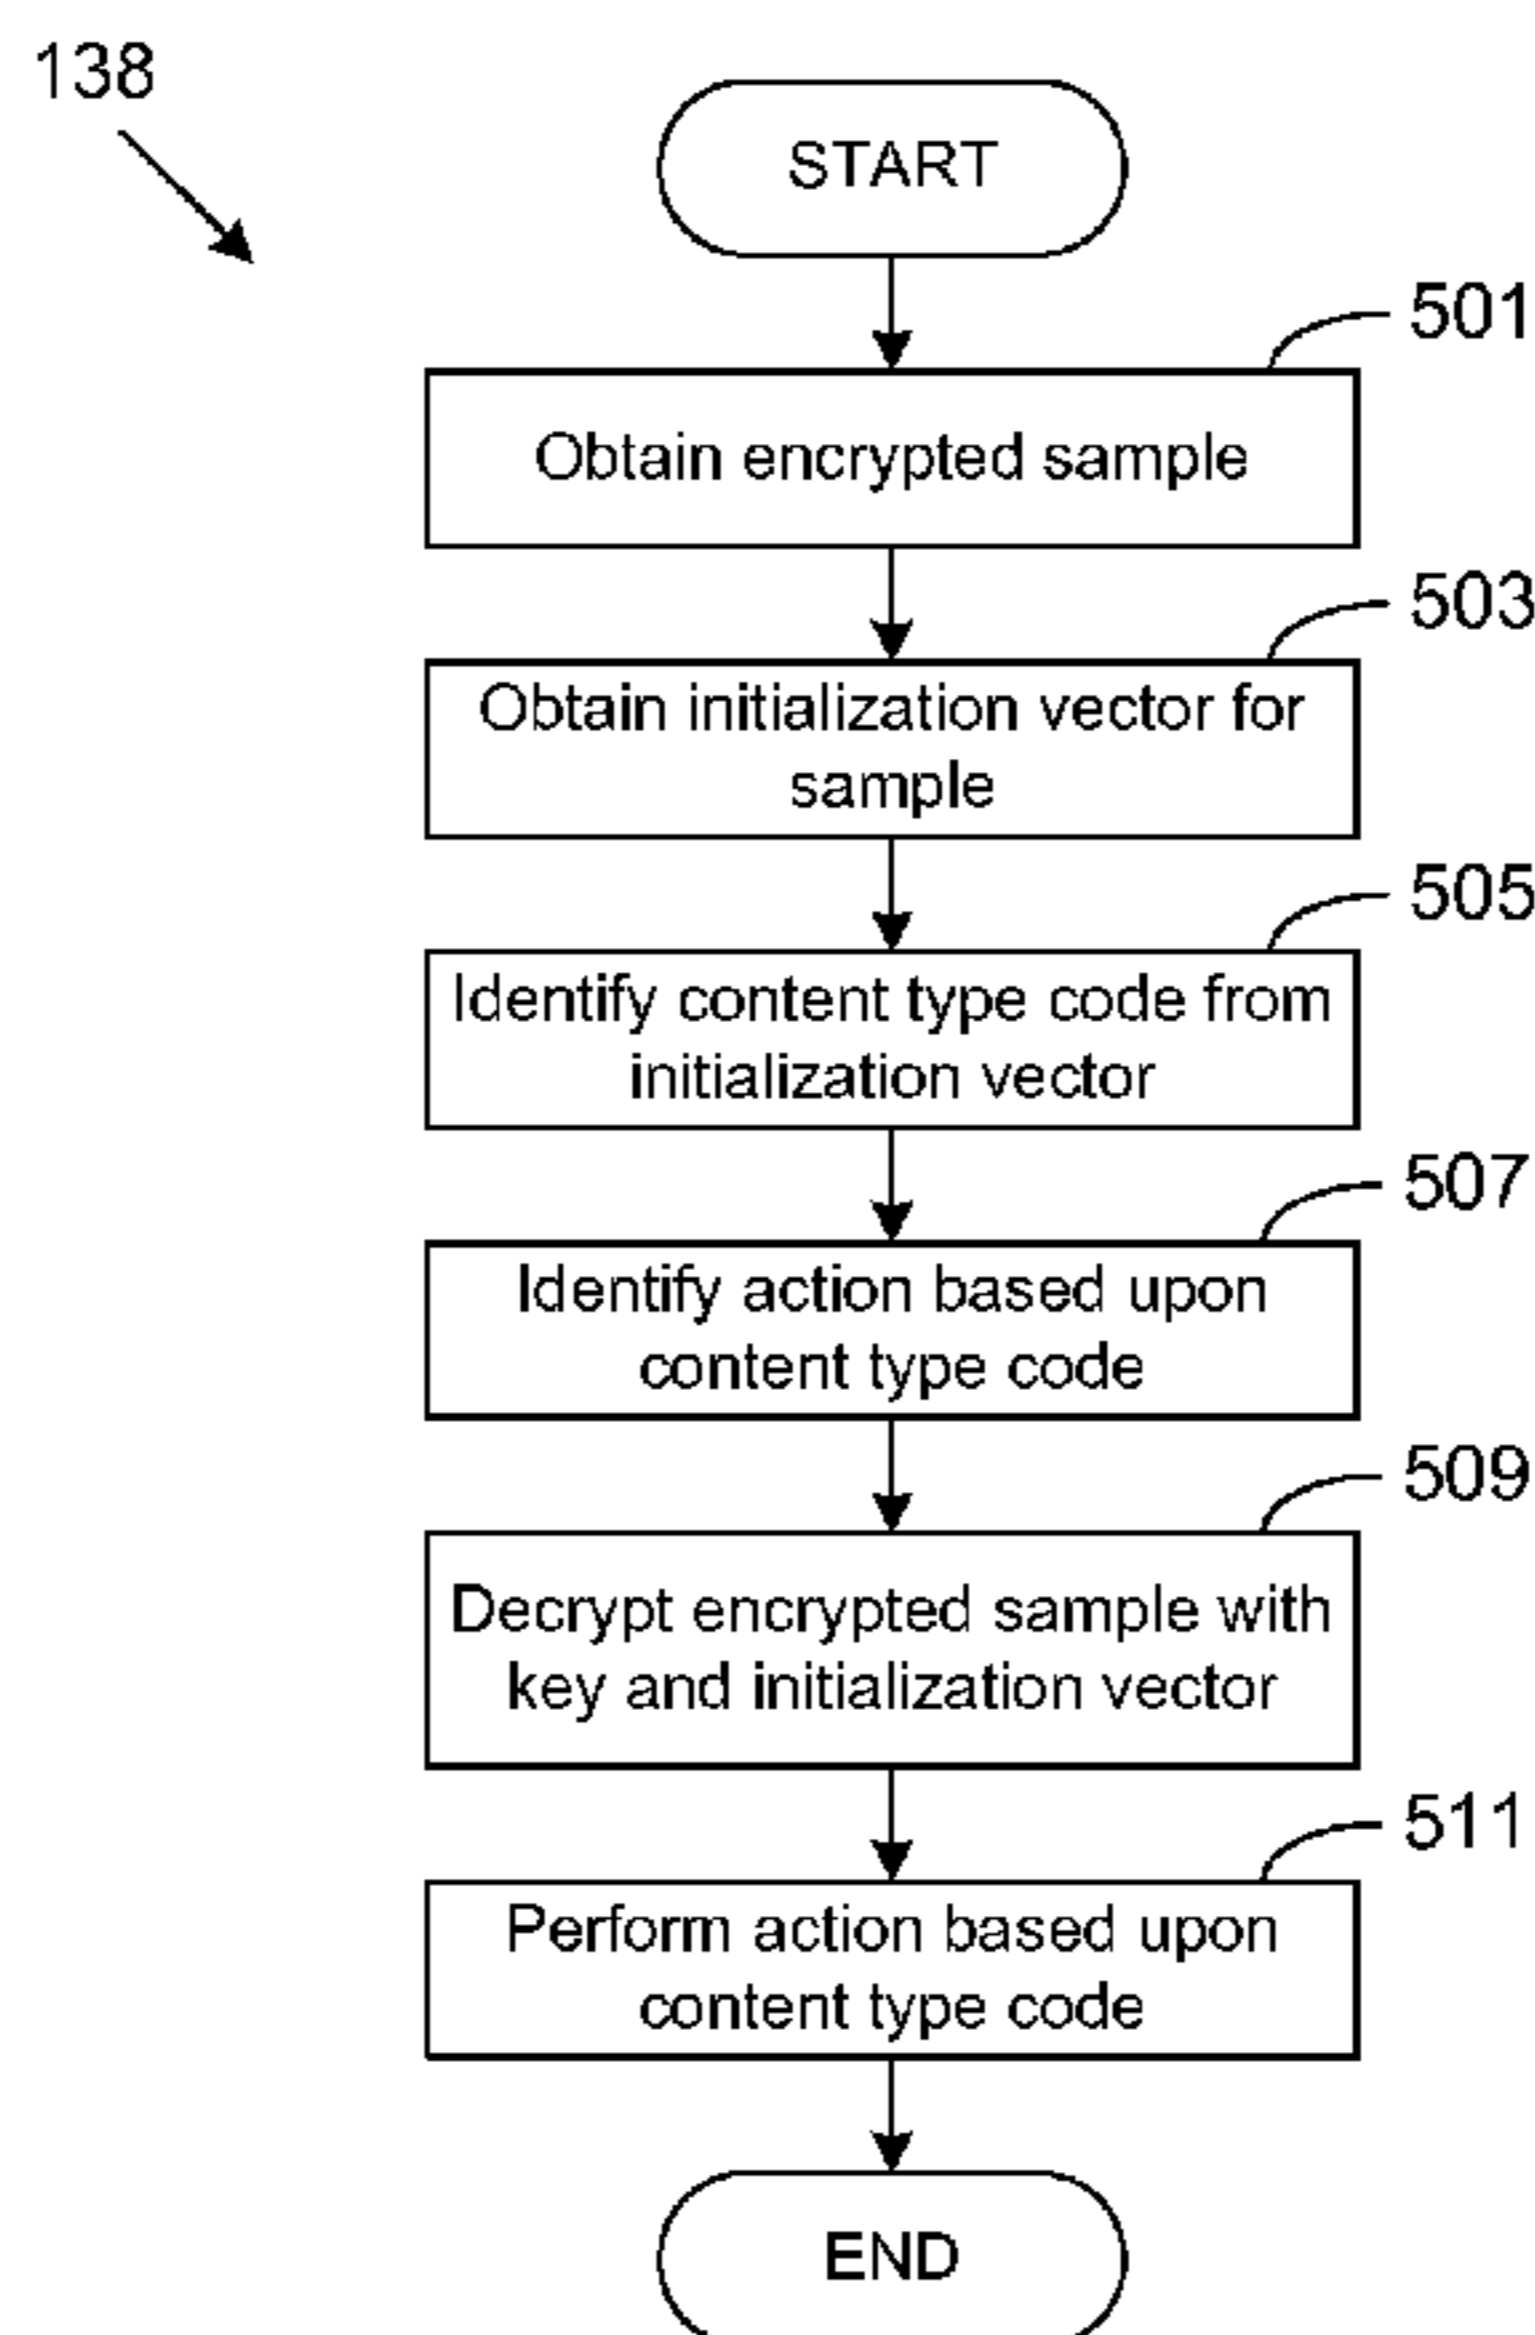 138
START
501
Obtain encrypted sample
503
Obtain initialization vector for
sample
505
Identify content type code from
initialization vector
507
Identify action based upon
content type code
509
Decrypt encrypted sample with
key and initialization vector
511
Perform action based upon
content type code
END